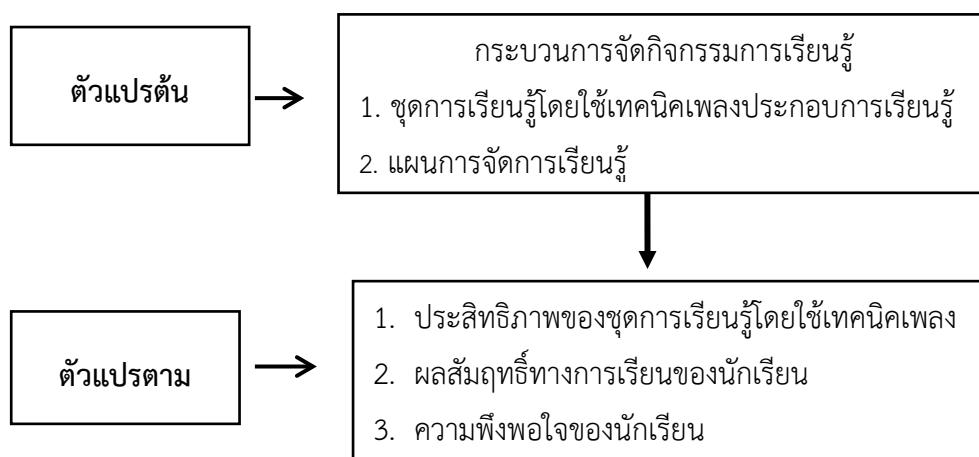 ตัวแปรต้น
กระบวนการจัดกิจกรรมการเรียนรู้
1. ชุดการเรียนรู้โดยใช้เทคนิคเพลงประกอบการเรียนรู้
2. แผนการจัดการเรียนรู้
ตัวแปรตาม
1. ประสิทธิภาพของชุดการเรียนรู้โดยใช้เทคนิคเพลง
2. ผลสัมฤทธิ์ทางการเรียนของนักเรียน
3. ความพึงพอใจของนักเรียน